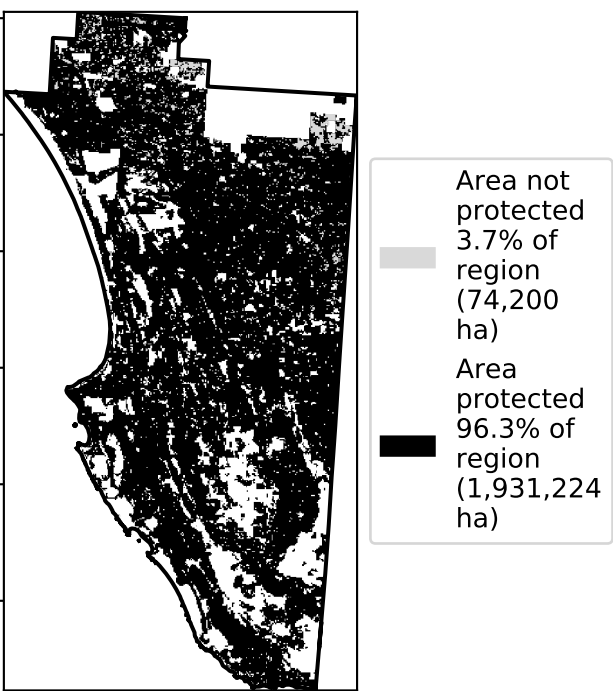 Area not
protected
3.7% of
region
(74,200
ha)
Area
protected
96.3% of
region
(1,931,224
ha)